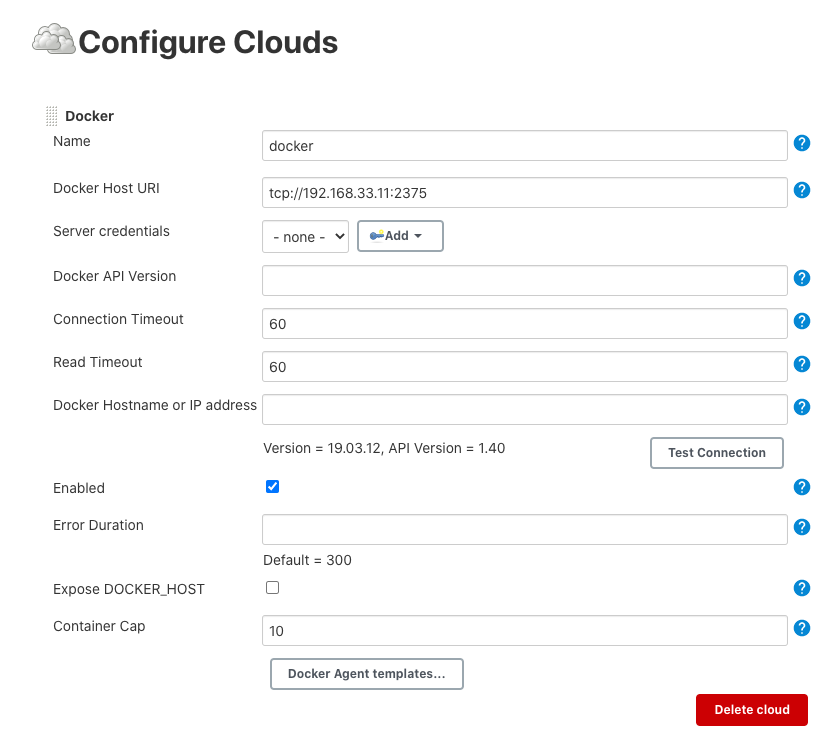 Configure Clouds
Docker
Name
docker
?
Docker Host URI
tcp://192.168.33.11:2375
?
Server credentials
- none -
Add
Docker API Version
?
Connection Timeout
60
?
Read Timeout
60
?
Docker Hostname or IP address
?
Version = 19.03.12, API Version = 1.40
Test Connection
Enabled
?
Error Duration
?
Default = 300
Expose DOCKER_HOST
?
Container Cap
10
?
Docker Agent templates...
Delete cloud